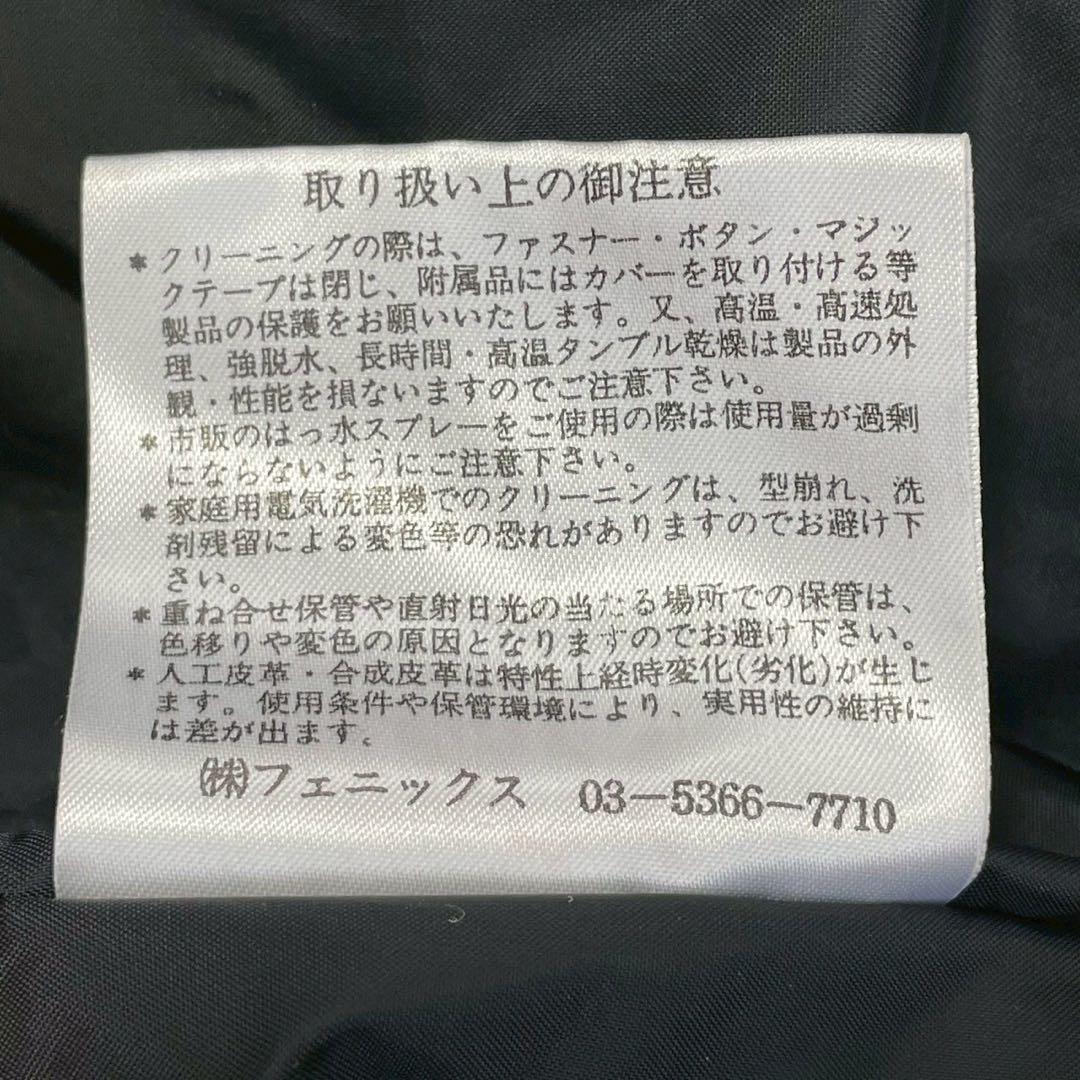 取り扱い上の御注意
*クリーニングの際は、ファスナー・ボタン・マジッ
クテープは閉じ、附属品にはカバーを取り付ける等
製品の保護をお願いいたします。又、高温・高速処
理、強脱水、長時間・高温タンブル乾燥は製品の外
観・性能を損ないますのでご注意下さい。
*市販のはっ水スプレーをご使用の際は使用量が過剰
にならないようにご注意下さい。
*家庭用電気洗濯機でのクリーニングは、型崩れ、洗
剤残留による変色等の恐れがありますのでお避け下
さい。
*重ね合せ保管や直射日光の当たる場所での保管は、
色移りや変色の原因となりますのでお避け下さい。
*人工皮革・合成皮革は特性上経時変化(劣化)が生じ
ます。使用条件や保管環境により、実用性の維持に
は差が出ます。
㈱フェニックス 03-5366-7710